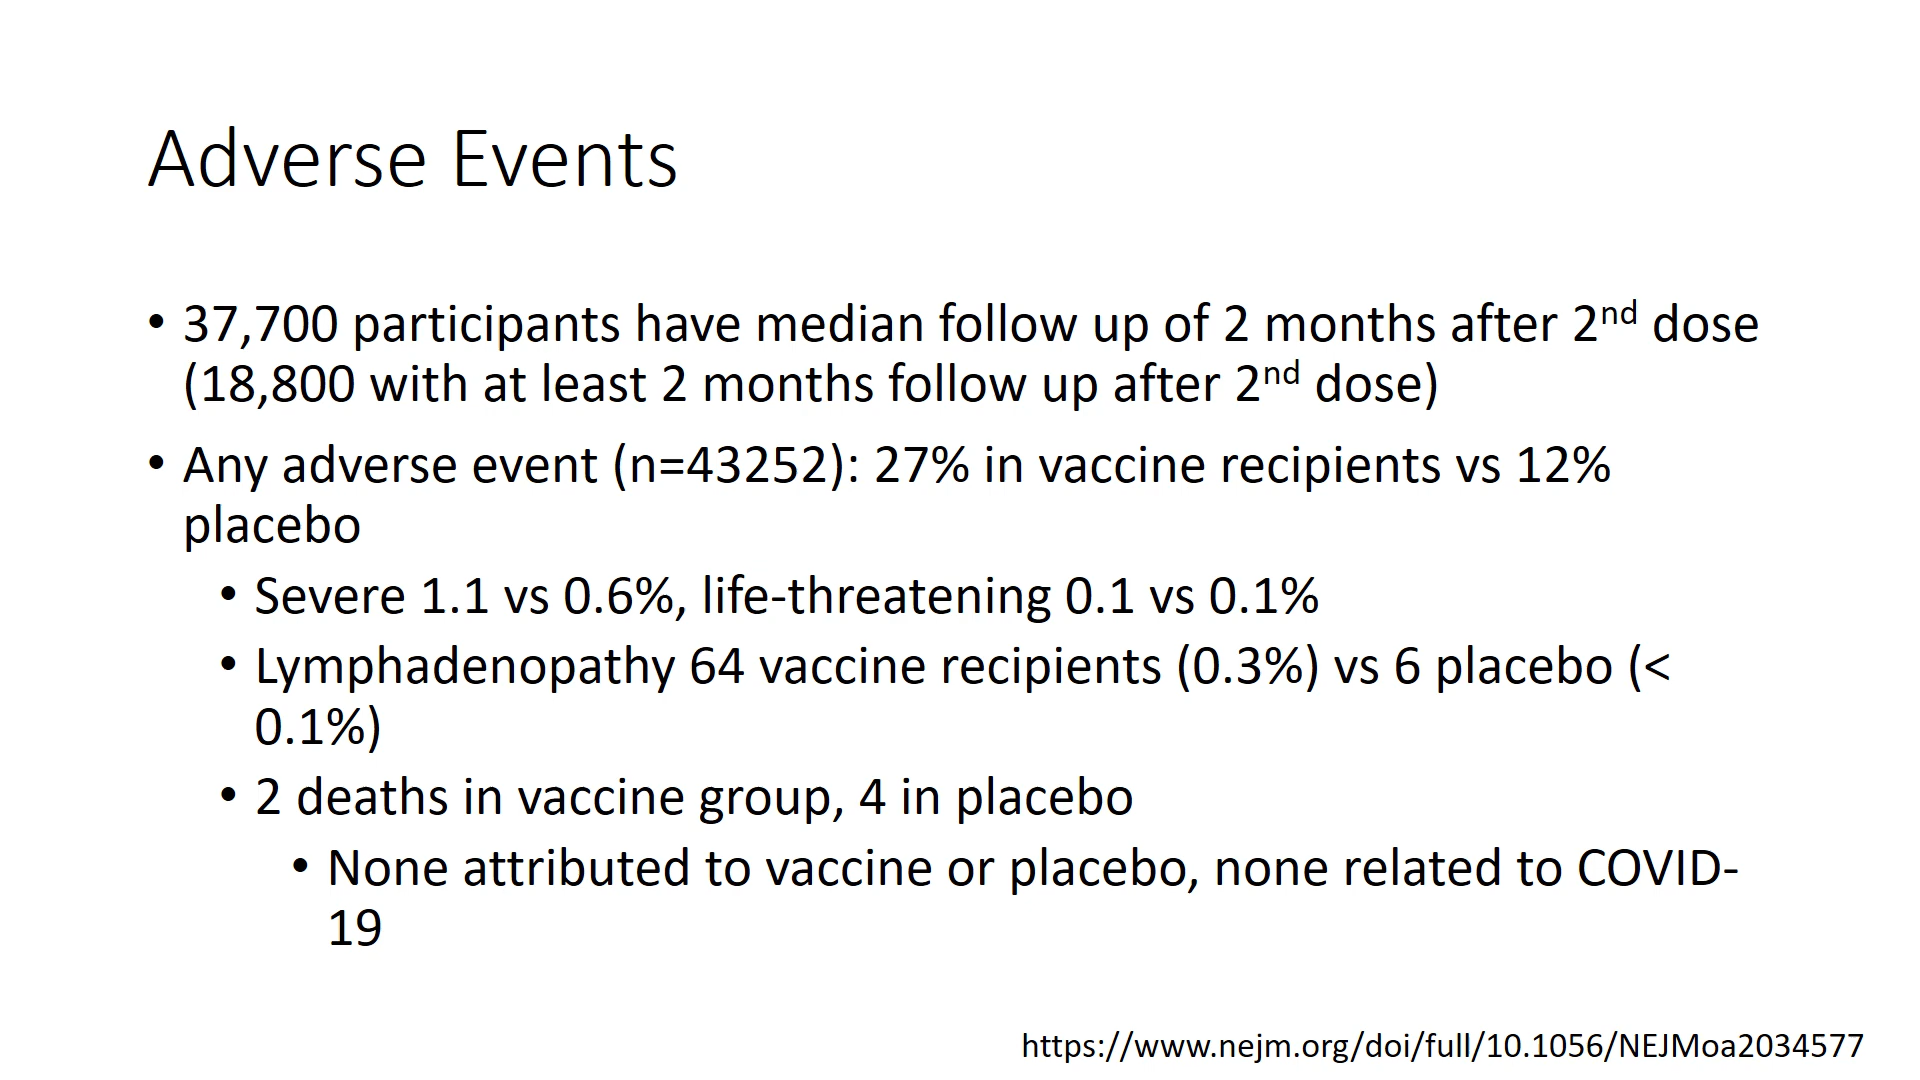 Adverse Events
• 37,700 participants have median follow up of 2 months after 2nd dose
(18,800 with at least 2 months follow up after 2nd dose)
• Any adverse event (n=43252): 27% in vaccine recipients vs 12%
placebo
• Severe 1.1 vs 0.6%, life-threatening 0.1 vs 0.1%
• Lymphadenopathy 64 vaccine recipients (0.3%) vs 6 placebo (<
0.1%)
• 2 deaths in vaccine group, 4 in placebo
• None attributed to vaccine or placebo, none related to COVID-
19
https://www.nejm.org/doi/full/10.1056/NEJMoa2034577